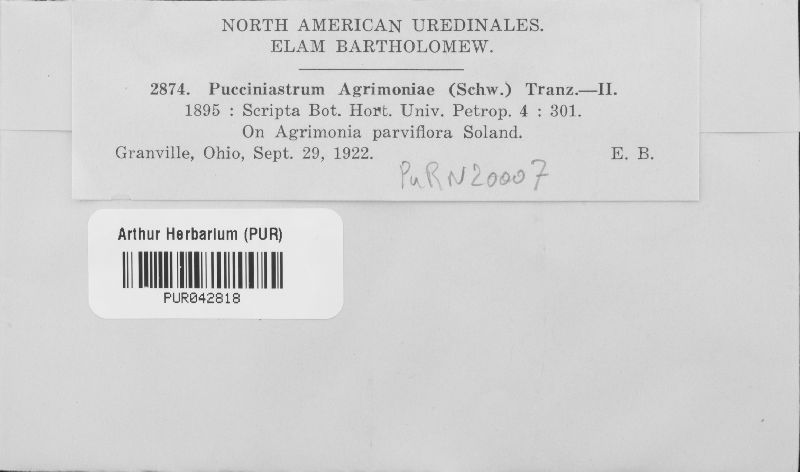 NORTH AMERICAN UREDINALES.
ELAM BARTHOLOMEW.
2874. Pucciniastrum Agrimoniae (Schw.) Tranz.—II.
1895 : Scripta Bot. Hort. Univ. Petrop. 4 : 301.
On Agrimonia parviflora Soland.
Granville, Ohio, Sept. 29, 1922. E. B.
PuRN20007
Arthur Herbarium (PUR)
PUR042818